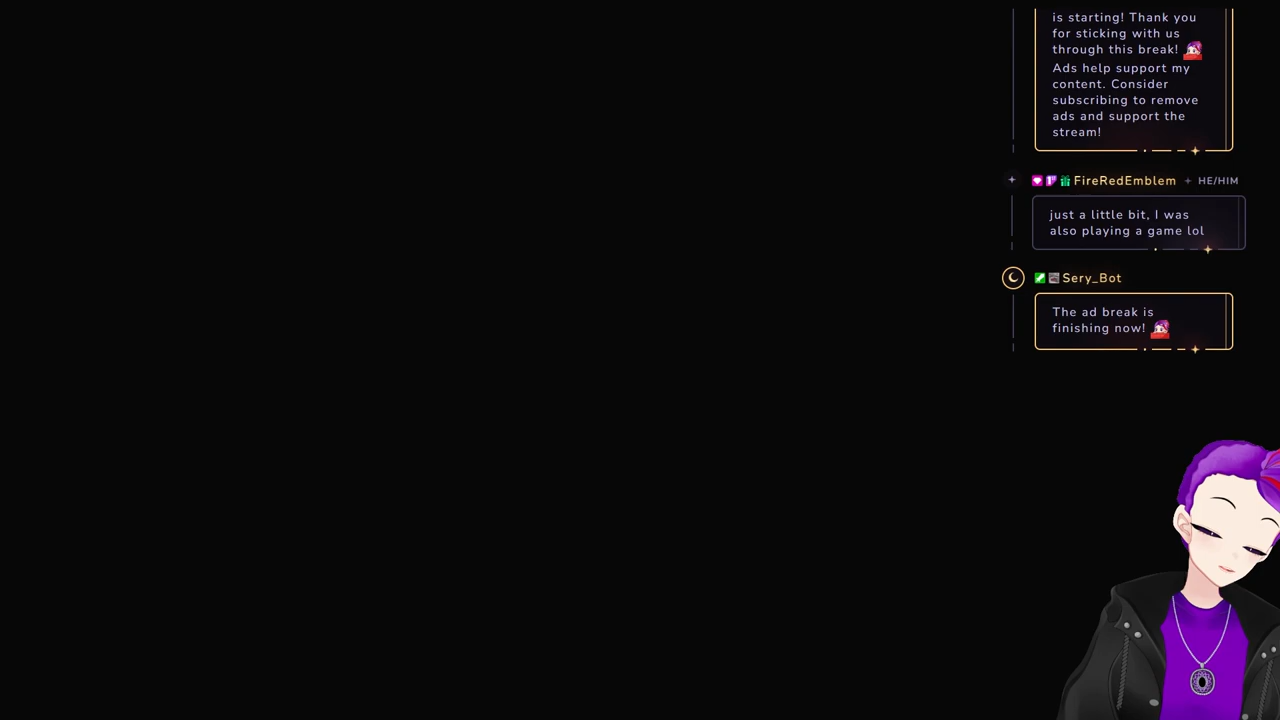 is starting! Thank you
for sticking with us
through this break!
Ads help support my
content. Consider
subscribing to remove
ads and support the
stream!
FireRedEmblem HE/HIM
just a little bit, I was
also playing a game lol
Sery_Bot
The ad break is
finishing now!